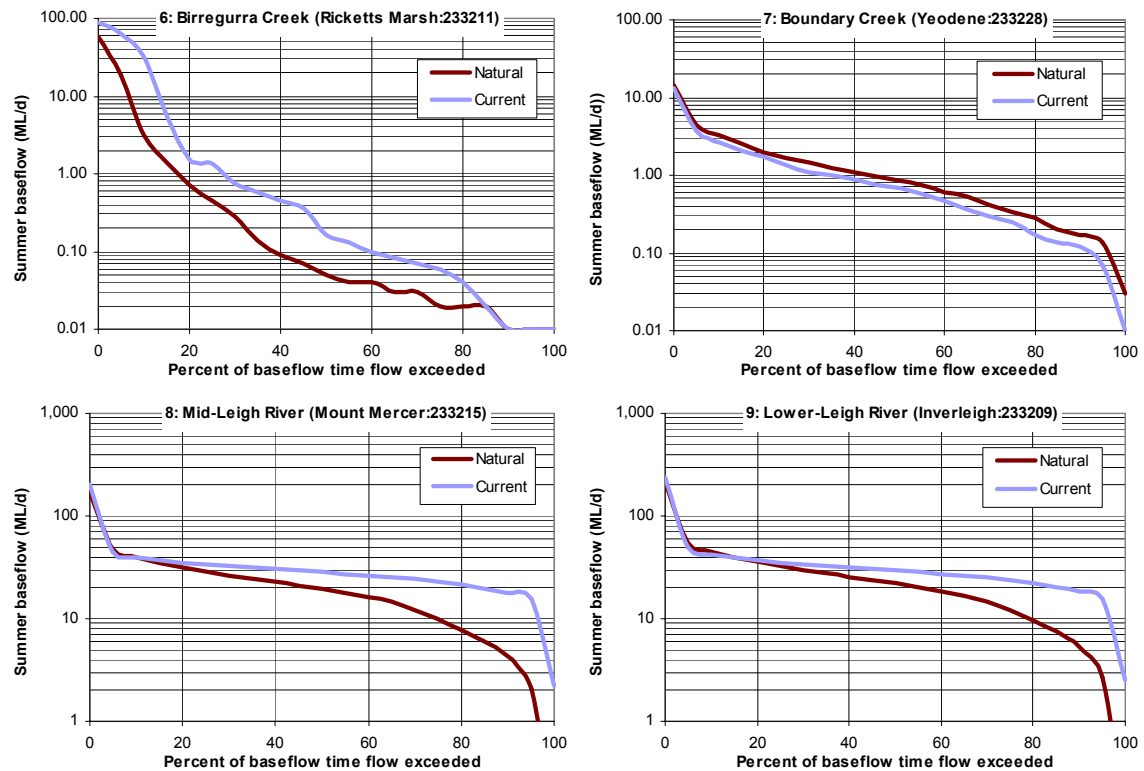 6: Birregurra Creek (Ricketts Marsh:233211)
Summer baseflow (ML/d)
100.00
10.00
1.00
0.10
0.01
Natural
Current
0 20 40 60 80 100
Percent of baseflow time flow exceeded
7: Boundary Creek (Yeodene:233228)
Summer baseflow (ML/d))
100.00
10.00
1.00
0.10
0.01
Natural
Current
0 20 40 60 80 100
Percent of baseflow time flow exceeded
8: Mid-Leigh River (Mount Mercer:233215)
Summer baseflow (ML/d)
1,000
100
10
1
Natural
Current
0 20 40 60 80 100
Percent of baseflow time flow exceeded
9: Lower-Leigh River (Inverleigh:233209)
Summer baseflow (ML/d)
1,000
100
10
1
Natural
Current
0 20 40 60 80 100
Percent of baseflow time flow exceeded